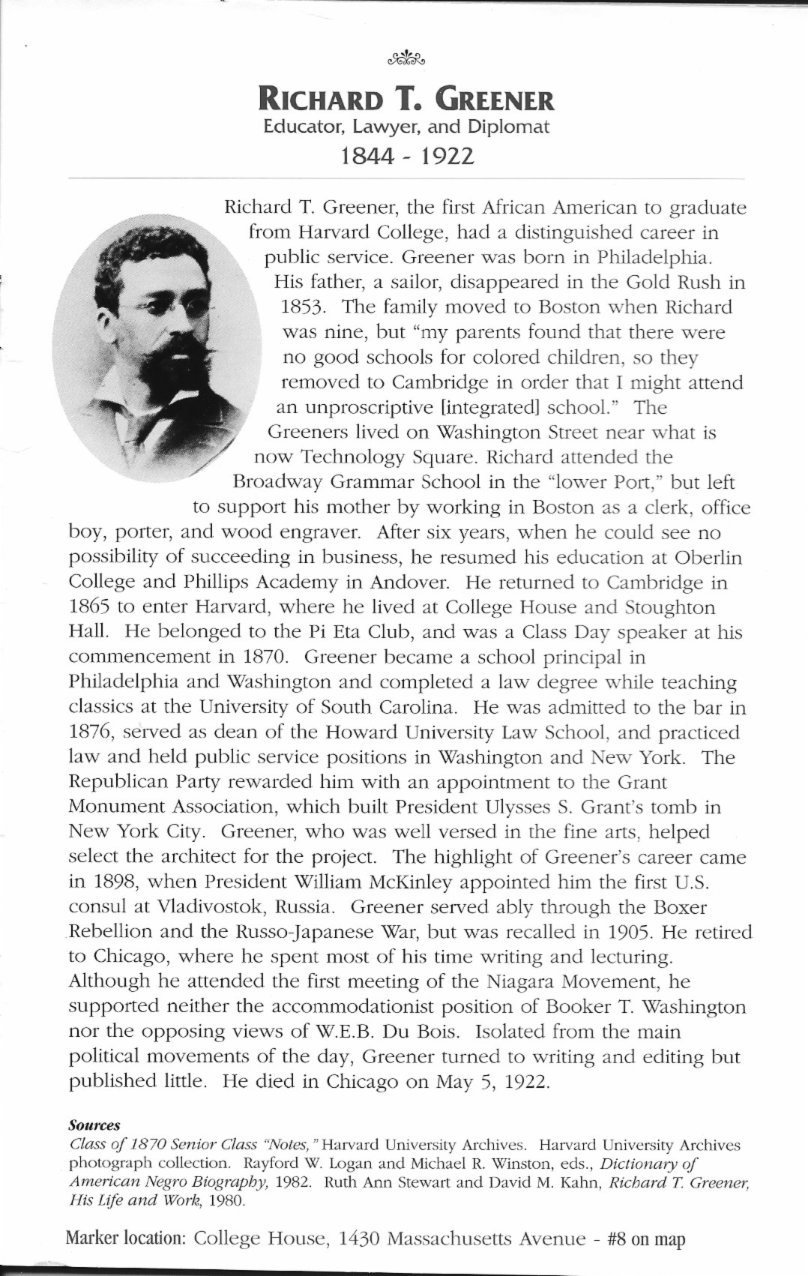 RICHARD T. GREENER
Educator, Lawyer, and Diplomat
1844 - 1922
Richard T. Greener, the first African American to graduate
from Harvard College, had a distinguished career in
public service. Greener was born in Philadelphia.
His father, a sailor, disappeared in the Gold Rush in
1853. The family moved to Boston when Richard
was nine, but “my parents found that there were
no good schools for colored children, so they
removed to Cambridge in order that I might attend
an unproscriptive [integrated] school.” The
Greeners lived on Washington Street near what is
now Technology Square. Richard attended the
Broadway Grammar School in the “lower Port,” but left
to support his mother by working in Boston as a clerk, office
boy, porter, and wood engraver. After six years, when he could see no
possibility of succeeding in business, he resumed his education at Oberlin
College and Phillips Academy in Andover. He returned to Cambridge in
1865 to enter Harvard, where he lived at College House and Stoughton
Hall. He belonged to the Pi Eta Club, and was a Class Day speaker at his
commencement in 1870. Greener became a school principal in
Philadelphia and Washington and completed a law degree while teaching
classics at the University of South Carolina. He was admitted to the bar in
1876, served as dean of the Howard University Law School, and practiced
law and held public service positions in Washington and New York. The
Republican Party rewarded him with an appointment to the Grant
Monument Association, which built President Ulysses S. Grant’s tomb in
New York City. Greener, who was well versed in the fine arts, helped
select the architect for the project. The highlight of Greener’s career came
in 1898, when President William McKinley appointed him the first U.S.
consul at Vladivostok, Russia. Greener served ably through the Boxer
Rebellion and the Russo-Japanese War, but was recalled in 1905. He retired
to Chicago, where he spent most of his time writing and lecturing.
Although he attended the first meeting of the Niagara Movement, he
supported neither the accommodationist position of Booker T. Washington
nor the opposing views of W.E.B. Du Bois. Isolated from the main
political movements of the day, Greener turned to writing and editing but
published little. He died in Chicago on May 5, 1922.
Sources
Class of 1870 Senior Class “Notes,” Harvard University Archives. Harvard University Archives
photograph collection. Rayford W. Logan and Michael R. Winston, eds., Dictionary of
American Negro Biography, 1982. Ruth Ann Stewart and David M. Kahn, Richard T. Greener,
His Life and Work, 1980.
Marker location: College House, 1430 Massachusetts Avenue - #8 on map